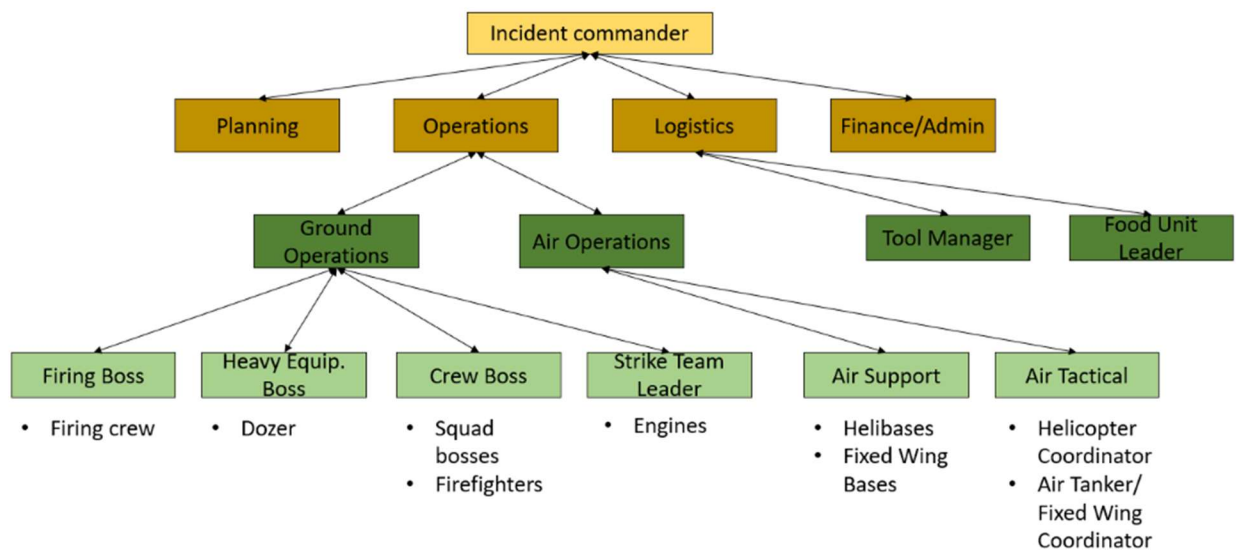 Incident commander
Planning
Operations
Logistics
Finance/Admin
Ground
Operations
Air Operations
Tool Manager
Food Unit
Leader
Firing Boss
Heavy Equip.
Boss
Crew Boss
Strike Team
Leader
Air Support
Air Tactical
• Firing crew
• Dozer
• Squad
bosses
• Firefighters
• Engines
• Helibases
• Fixed Wing
Bases
• Helicopter
Coordinator
• Air Tanker/
Fixed Wing
Coordinator